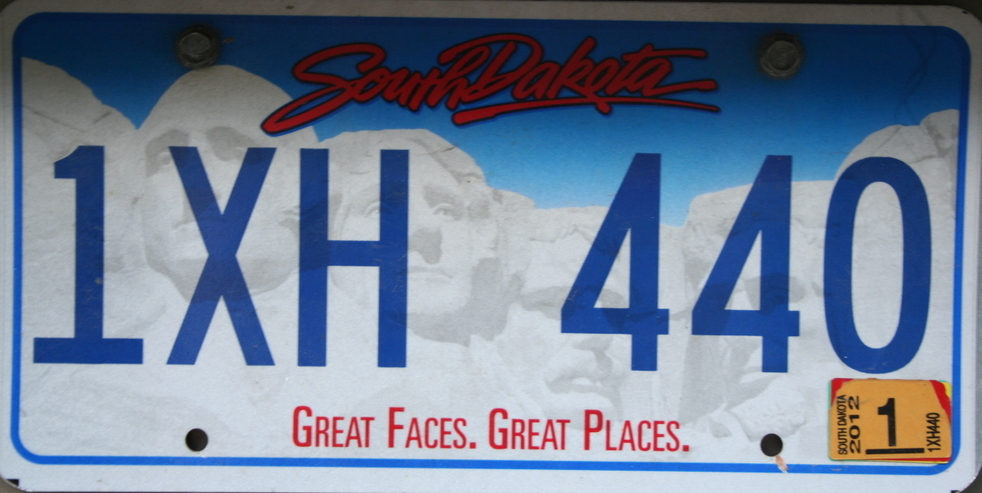 South Dakota
1XH 440
GREAT FACES. GREAT PLACES.
SOUTH DAKOTA
2012
1
1XH440